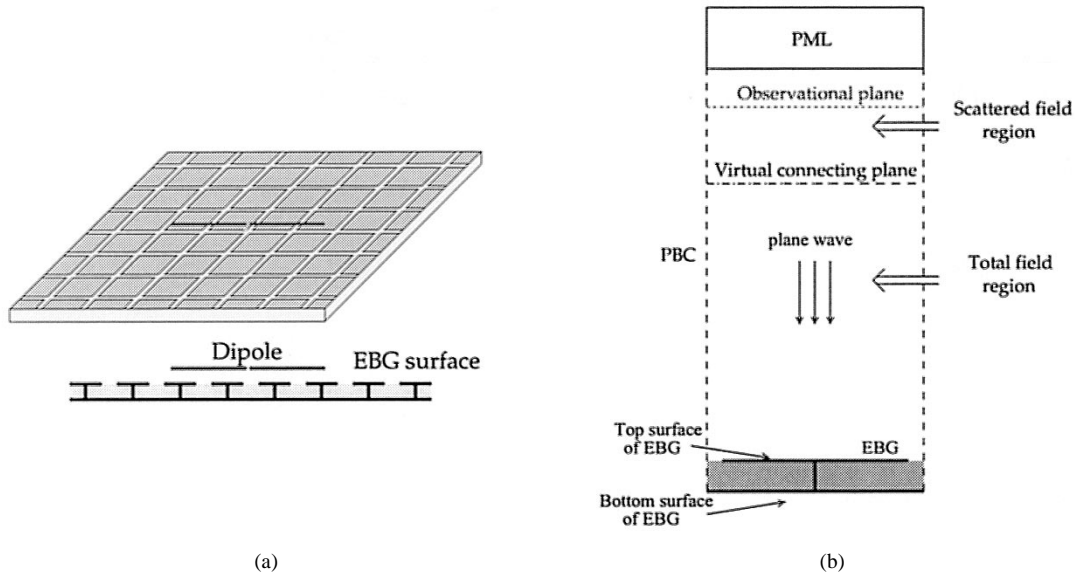 Dipole
EBG surface
(a)
PML
Observational plane
Scattered field
region
Virtual connecting plane
plane wave
PBC
Total field
region
Top surface
of EBG
EBG
Bottom surface
of EBG
(b)